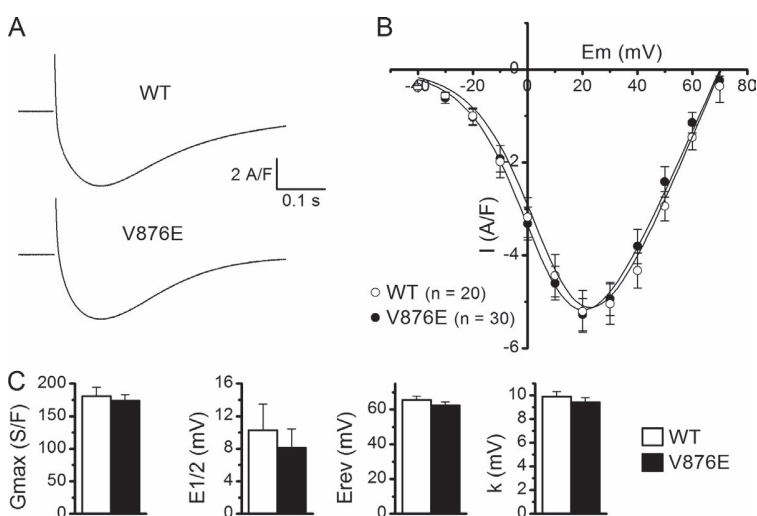 A
WT
2 A/F
0.1 s
V876E
B
Em (mV)
-40 -20 0 20 40 60 80
0
-2
-4
-6
I (A/F)
WT (n = 20)
V876E (n = 30)
C
Gmax (S/F)
200
150
100
50
0
E1/2 (mV)
16
12
8
4
0
Erev (mV)
60
40
20
0
k (mV)
10
8
6
4
2
0
WT
V876E